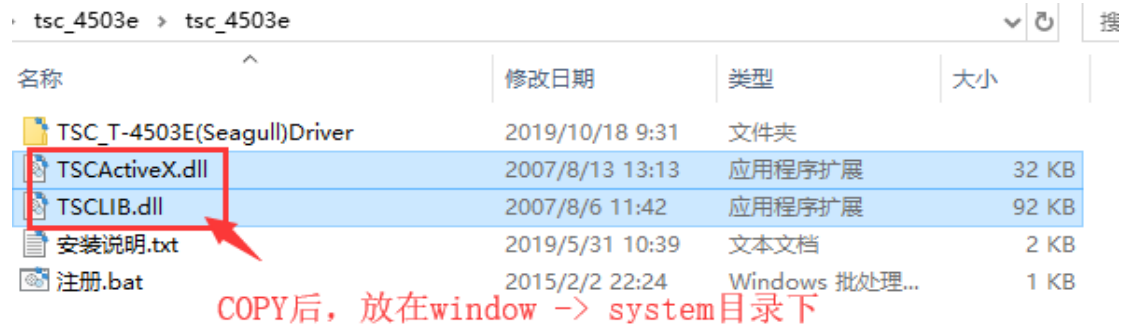 › tsc_4503e › tsc_4503e 搜
名称 修改日期 类型 大小
TSC_T-4503E(Seagull)Driver 2019/10/18 9:31 文件夹
TSCActiveX.dll 2007/8/13 13:13 应用程序扩展 32 KB
TSCLIB.dll 2007/8/6 11:42 应用程序扩展 92 KB
安装说明.txt 2019/5/31 10:39 文本文档 2 KB
注册.bat 2015/2/2 22:24 Windows 批处理... 1 KB
COPY后，放在window -> system目录下